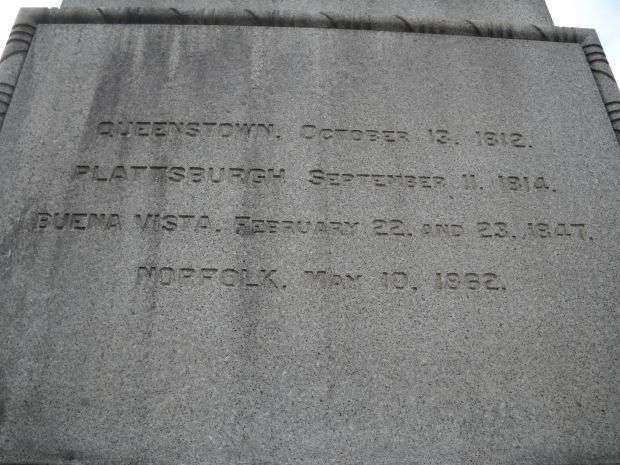 QUEENSTOWN, OCTOBER 13, 1812.
PLATTSBURGH, SEPTEMBER 11, 1814.
BUENA VISTA, FEBRUARY 22, AND 23, 1847,
NORFOLK, MAY 10, 1862.